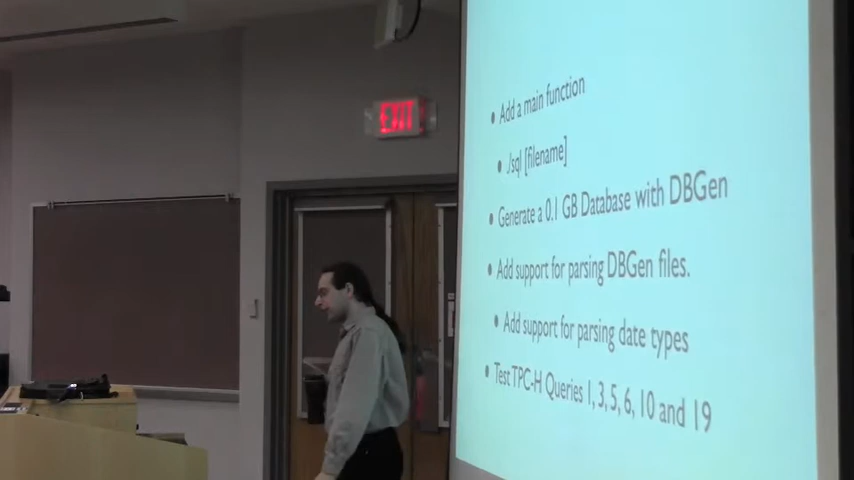 EXIT
• Add a main function
• ./sql [filename]
• Generate a 0.1 GB Database with DBGen
• Add support for parsing DBGen files.
• Add support for parsing date types
• Test TPC-H Queries 1, 3, 5, 6, 10 and 19